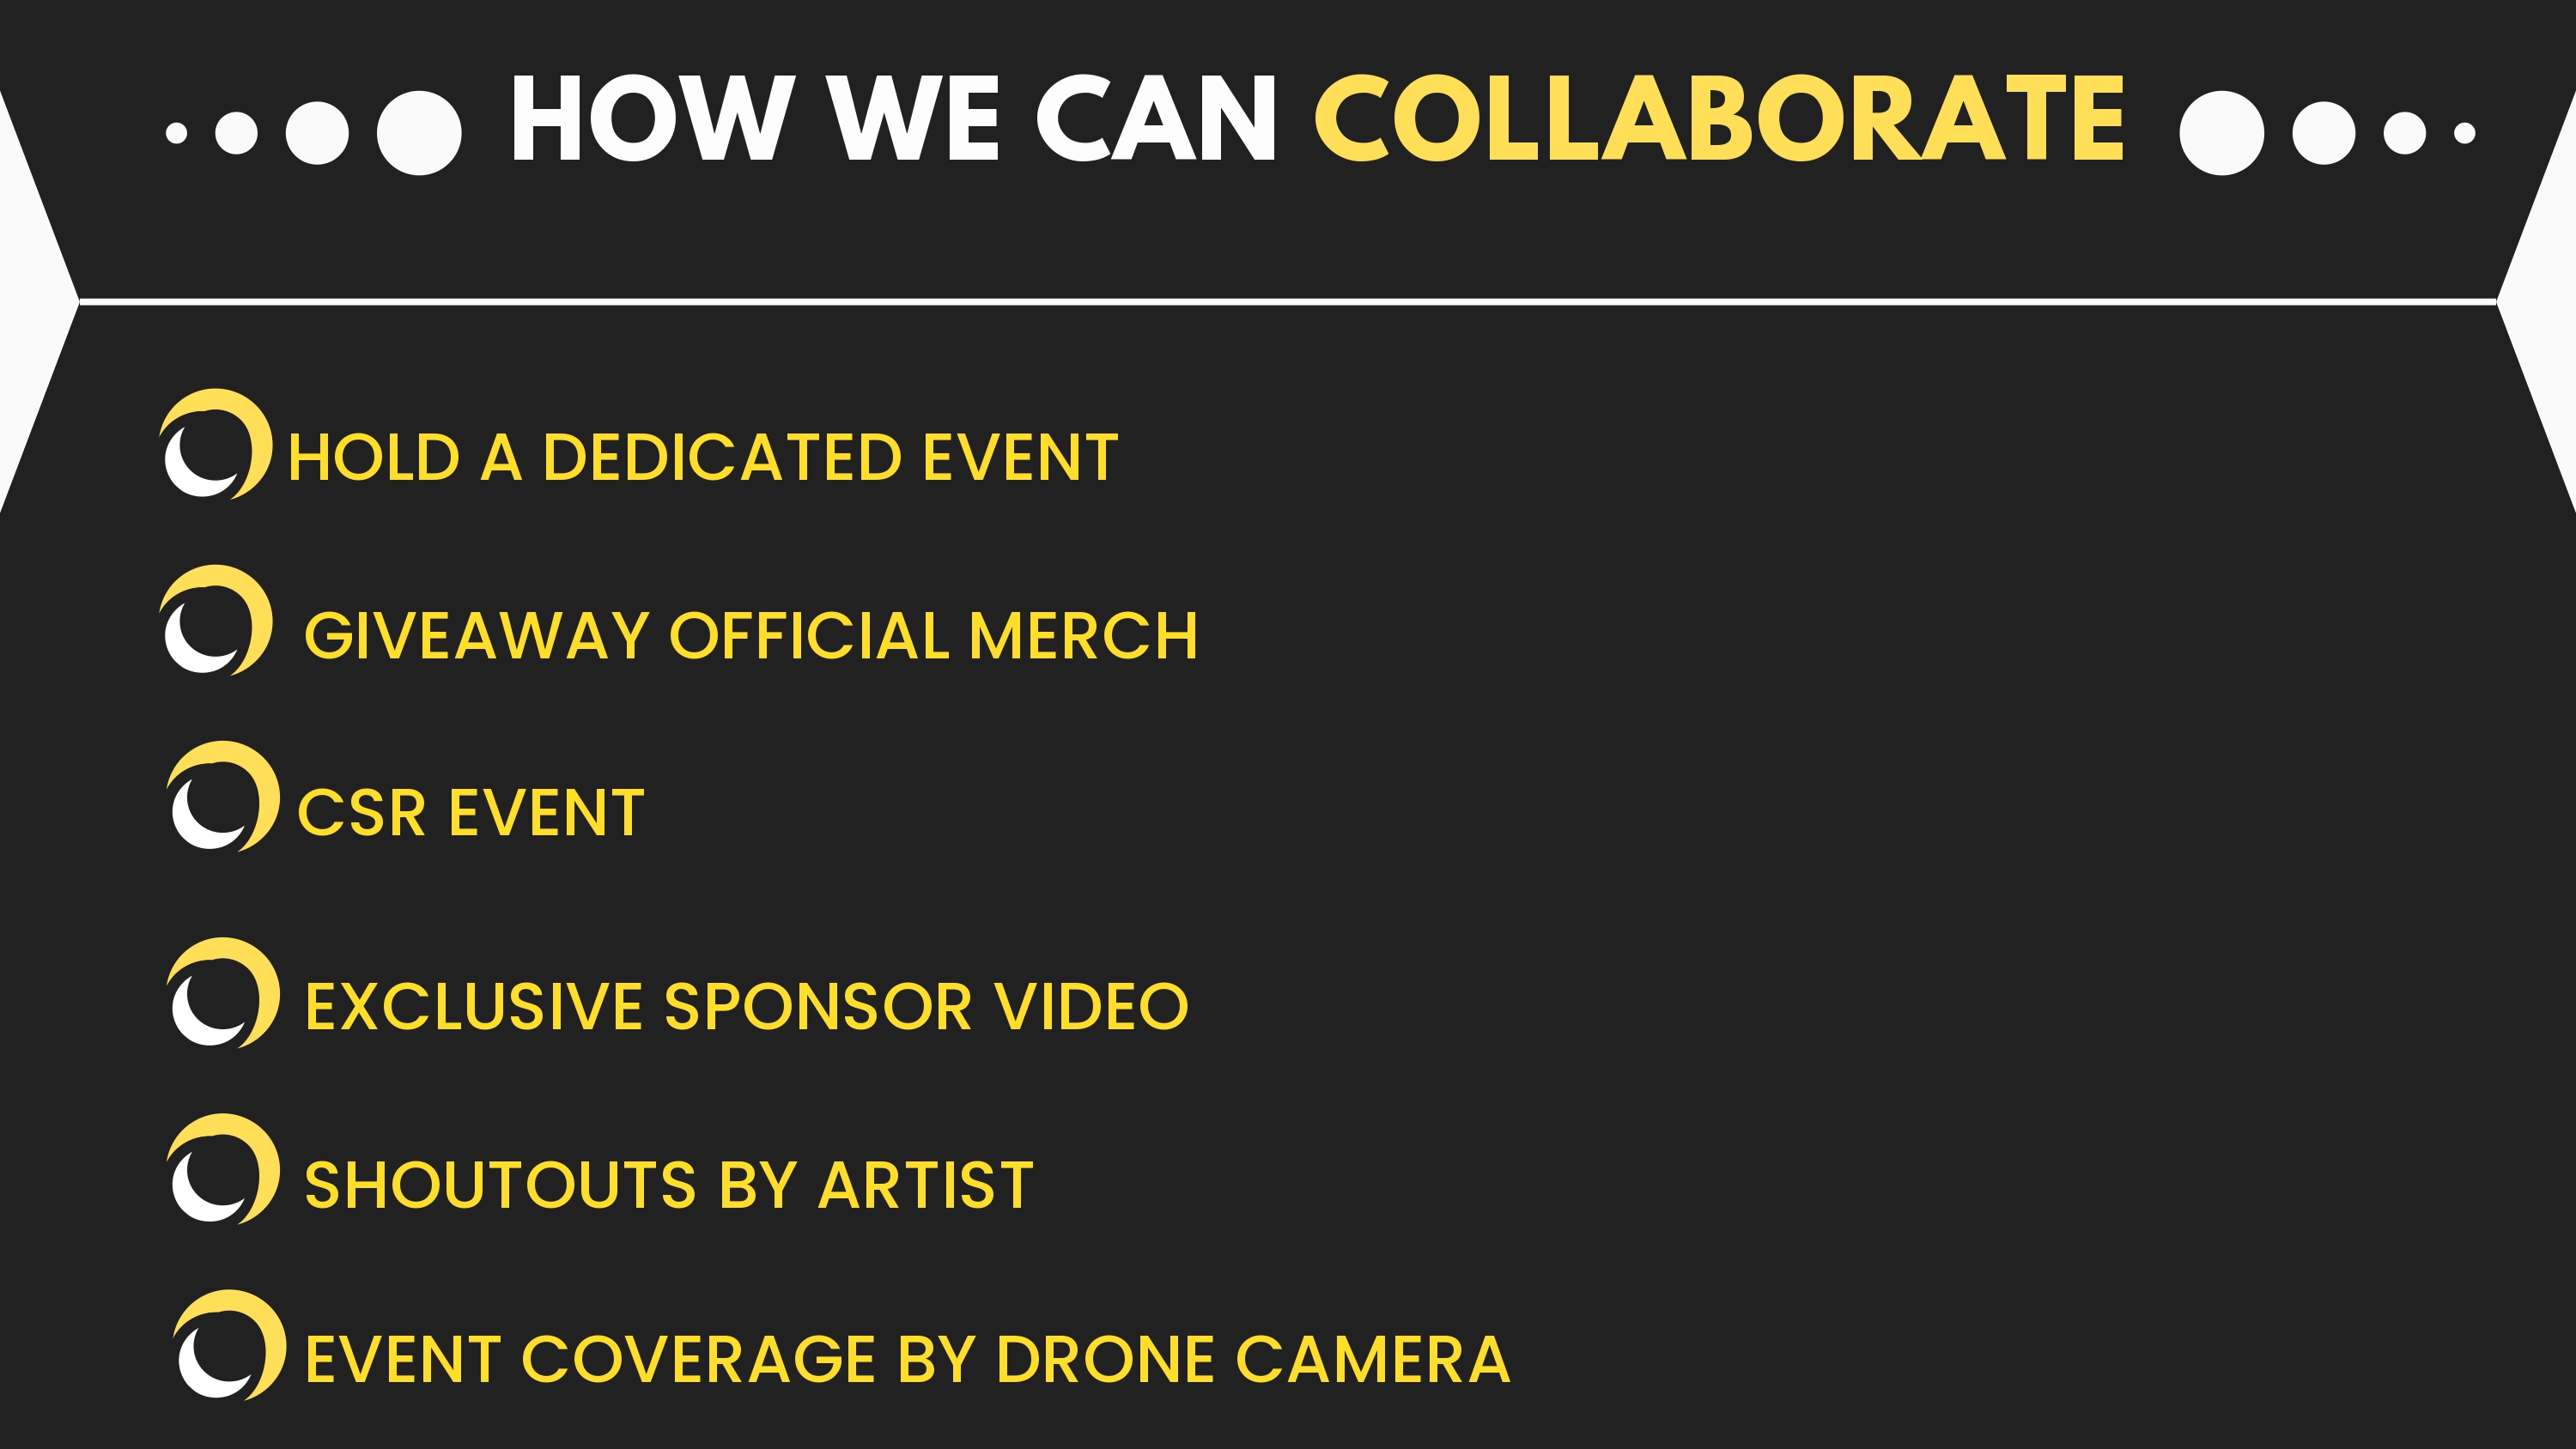 HOW WE CAN COLLABORATE
HOLD A DEDICATED EVENT
GIVEAWAY OFFICIAL MERCH
CSR EVENT
EXCLUSIVE SPONSOR VIDEO
SHOUTOUTS BY ARTIST
EVENT COVERAGE BY DRONE CAMERA